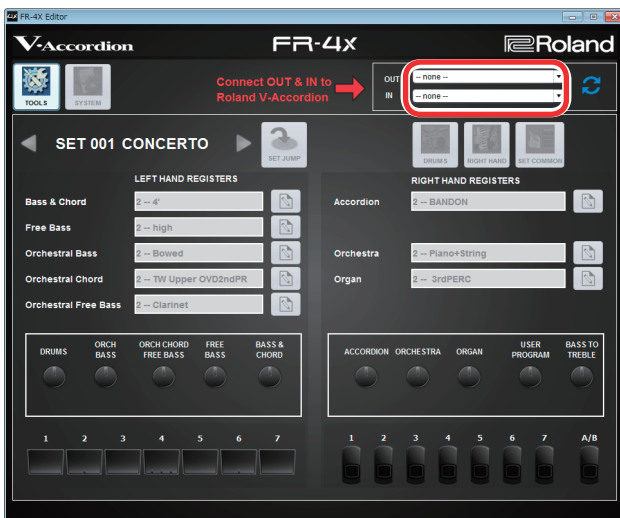 FR-4X Editor
V-Accordion FR-4X Roland
Connect OUT & IN to
Roland V-Accordion
OUT -- none --
IN -- none --
TOOLS SYSTEM
SET 001 CONCERTO
SET JUMP
DRUMS RIGHT HAND SET COMMON
LEFT HAND REGISTERS
Bass & Chord 2 -- 4'
Free Bass 2 -- high
Orchestral Bass 2 -- Bowed
Orchestral Chord 2 -- TW Upper OVD2ndPR
Orchestral Free Bass 2 -- Clarinet
RIGHT HAND REGISTERS
Accordion 2 -- BANDON
Orchestra 2 -- Piano+String
Organ 2 -- 3rdPERC
DRUMS
ORCH
BASS
ORCH CHORD
FREE BASS
FREE
BASS
BASS &
CHORD
ACCORDION ORCHESTRA ORGAN
USER
PROGRAM
BASS TO
TREBLE
1 2 3 4 5 6 7
1 2 3 4 5 6 7 A/B